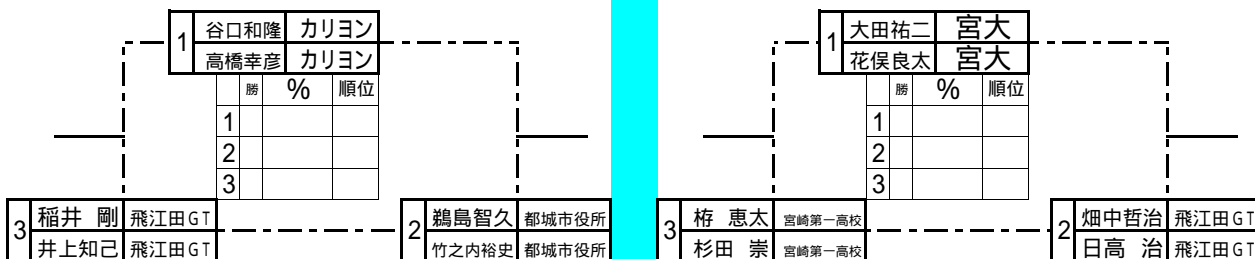 1 谷口和隆 カリヨン
高橋幸彦 カリヨン
勝 % 順位
1
2
3
3 稲井 剛 飛江田GT
井上知己 飛江田GT
2 鵜島智久 都城市役所
竹之内裕史 都城市役所
1 大田祐二 宮大
花俣良太 宮大
勝 % 順位
1
2
3
3 栫 恵太 宮崎第一高校
杉田 崇 宮崎第一高校
2 畑中哲治 飛江田GT
日高 治 飛江田GT